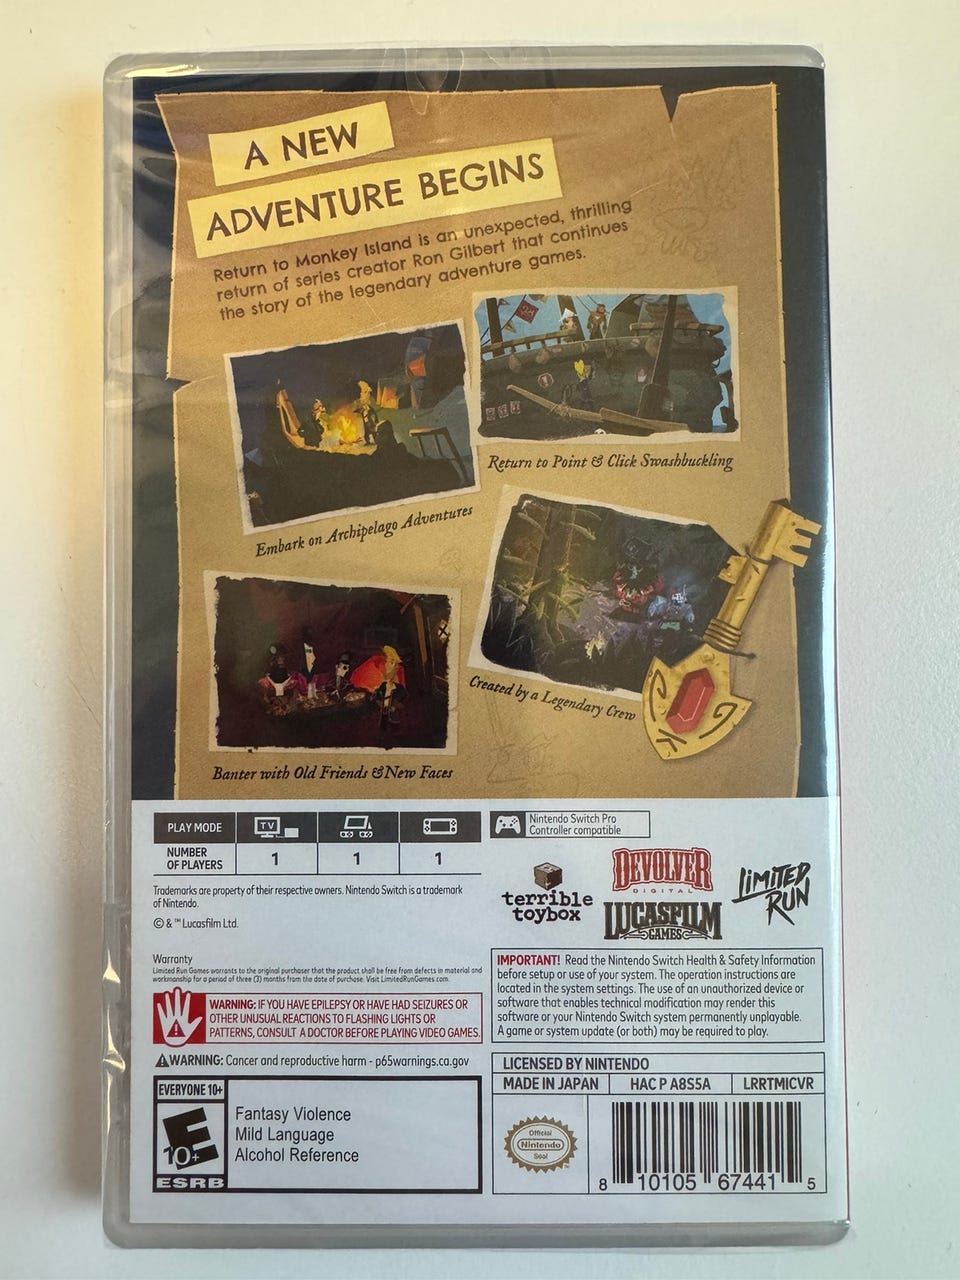 A NEW
ADVENTURE BEGINS
Return to Monkey Island is an unexpected, thrilling
return of series creator Ron Gilbert that continues
the story of the legendary adventure games.
Return to Point & Click Swashbuckling
Embark on Archipelago Adventures
Created by a Legendary Crew
Banter with Old Friends & New Faces
PLAY MODE
TV
NUMBER
OF PLAYERS
1
1
1
Nintendo Switch Pro
Controller compatible
Trademarks are property of their respective owners. Nintendo Switch is a trademark
of Nintendo.
© & ™ Lucasfilm Ltd.
terrible
toybox
DEVOLVER
DIGITAL
LUCASFILM
GAMES
LIMITED
RUN
Warranty
Limited Run Games warrants to the original purchaser that the product shall be free from defects in material and
workmanship for a period of three (3) months from the date of purchase. Visit LimitedRunGames.com.
WARNING: IF YOU HAVE EPILEPSY OR HAVE HAD SEIZURES OR
OTHER UNUSUAL REACTIONS TO FLASHING LIGHTS OR
PATTERNS, CONSULT A DOCTOR BEFORE PLAYING VIDEO GAMES.
WARNING: Cancer and reproductive harm - p65warnings.ca.gov
IMPORTANT! Read the Nintendo Switch Health & Safety Information
before setup or use of your system. The operation instructions are
located in the system settings. The use of an unauthorized device or
software that enables technical modification may render this
software or your Nintendo Switch system permanently unplayable.
A game or system update (or both) may be required to play.
EVERYONE 10+
E
10+
ESRB
Fantasy Violence
Mild Language
Alcohol Reference
LICENSED BY NINTENDO
MADE IN JAPAN
HAC P A8S5A
LRRTMICVR
Official
Nintendo
Seal
8 10105 67441 5